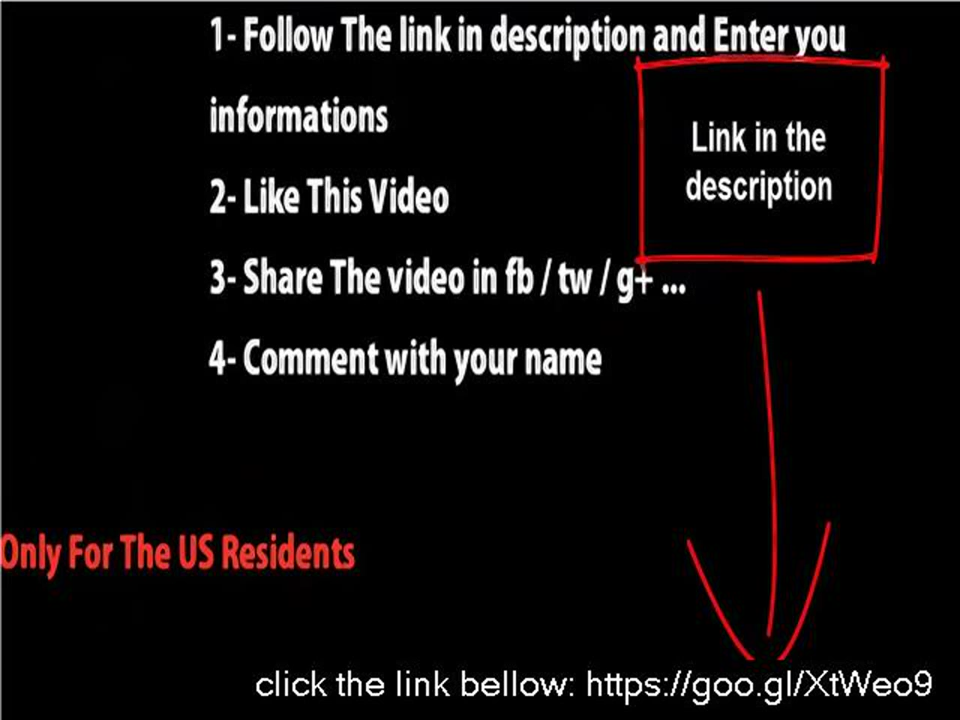 1- Follow The link in description and Enter you
informations
Link in the
description
2- Like This Video
3- Share The video in fb / tw / g+ ...
4- Comment with your name
Only For The US Residents
click the link bellow: https://goo.gl/XtWeo9